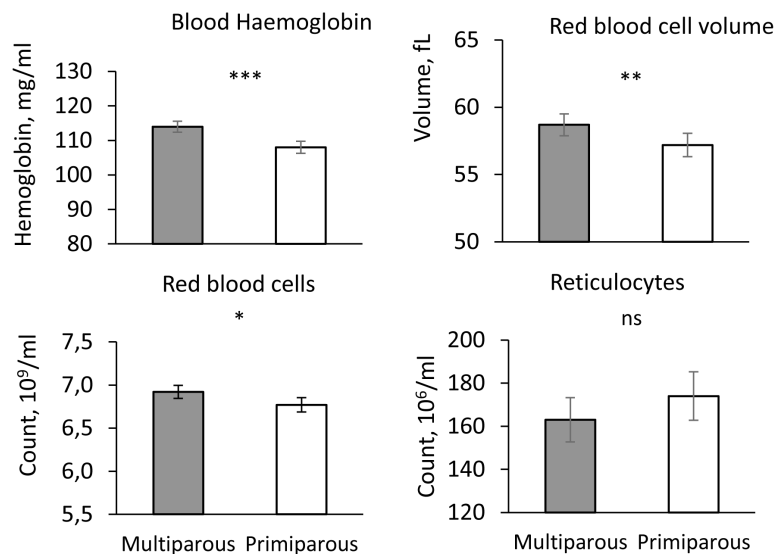 Blood Haemoglobin
Hemoglobin, mg/ml
130
120
110
100
90
80
***
Red blood cell volume
Volume, fL
65
60
55
50
**
Red blood cells
Count, 10⁹/ml
7,5
7,0
6,5
6,0
5,5
*
Multiparous Primiparous
Reticulocytes
Count, 10⁶/ml
200
180
160
140
120
ns
Multiparous Primiparous